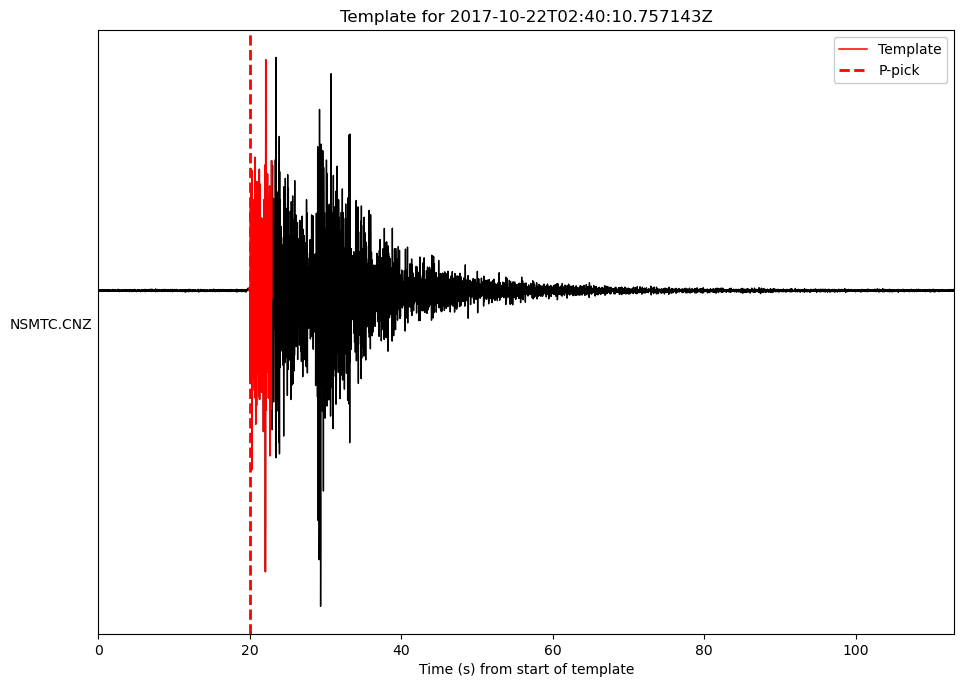 Template for 2017-10-22T02:40:10.757143Z
Template
P-pick
NSMTC.CNZ
0 20 40 60 80 100
Time (s) from start of template